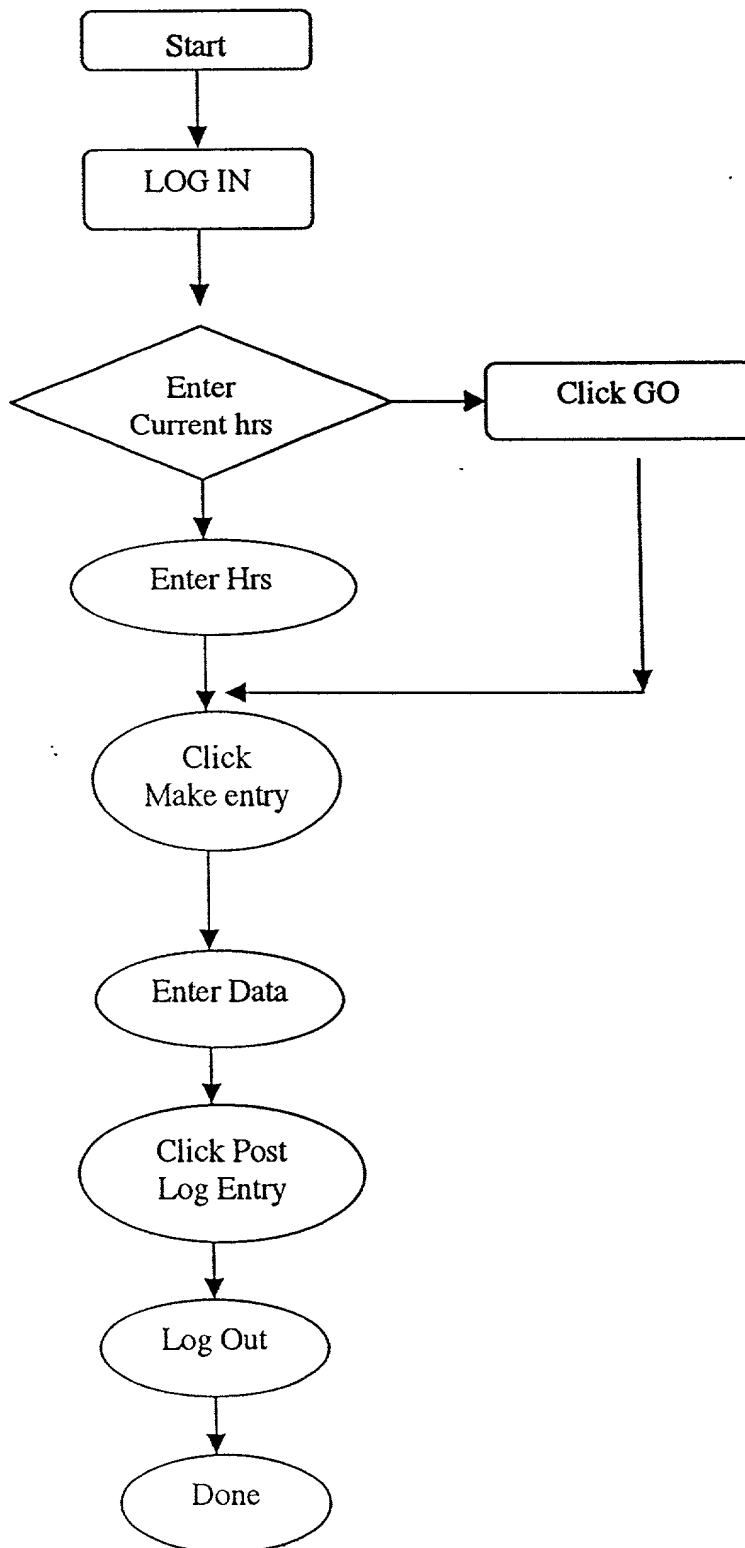 Start
LOG IN
Enter
Current hrs
Click GO
Enter Hrs
Click
Make entry
Enter Data
Click Post
Log Entry
Log Out
Done